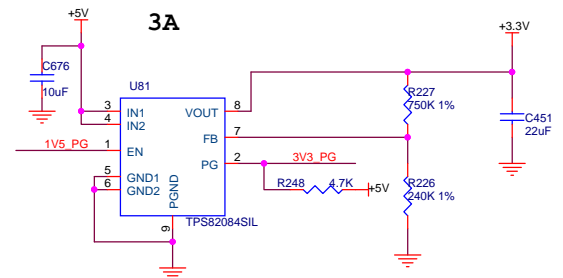 +5V
3A
+3.3V
C676
10uF
U81
R227
750K 1%
C451
22uF
3
IN1
4
IN2
VOUT
8
FB
7
1V5_PG
1
EN
PG
2
3V3_PG
5
GND1
6
GND2
PGND
R248
4.7K
+5V
R226
240K 1%
TPS82084SIL
9